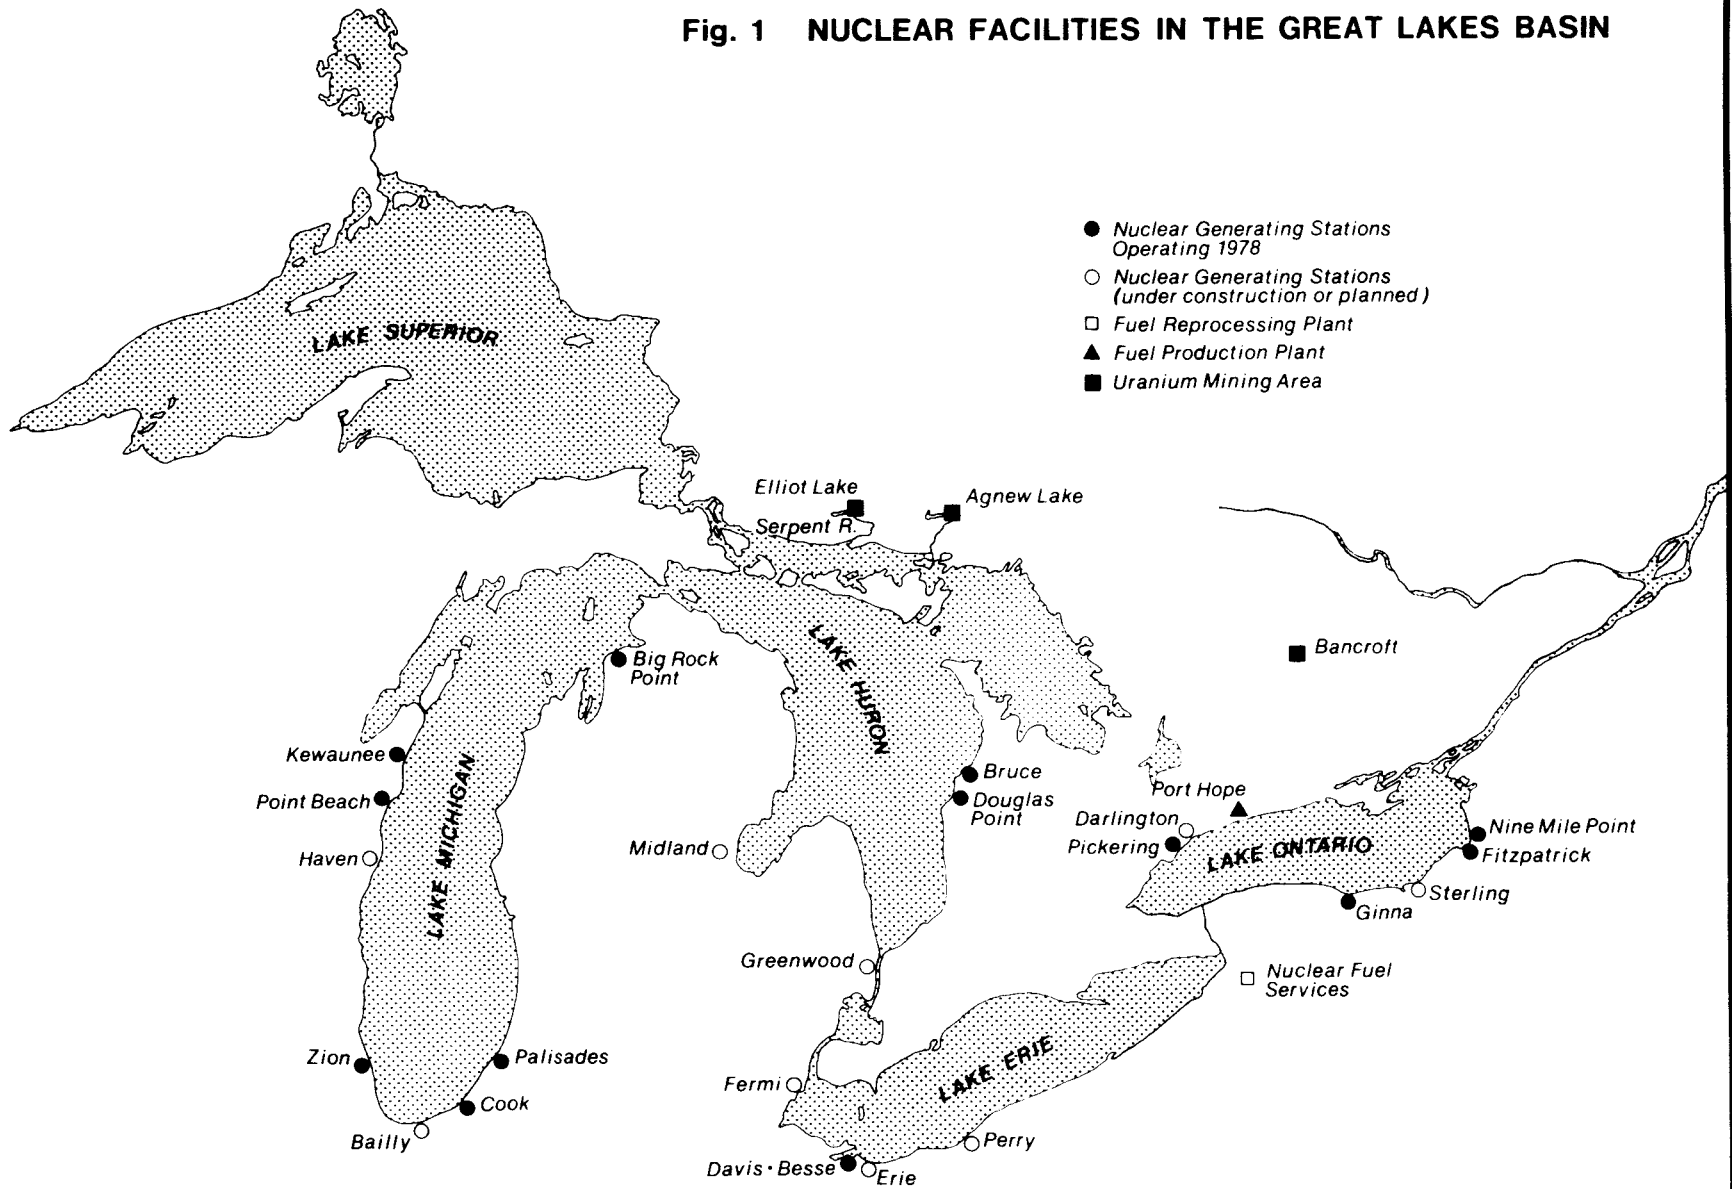 Fig. 1 NUCLEAR FACILITIES IN THE GREAT LAKES BASIN
Nuclear Generating Stations
Operating 1978
Nuclear Generating Stations
(under construction or planned)
Fuel Reprocessing Plant
Fuel Production Plant
Uranium Mining Area
LAKE SUPERIOR
Elliot Lake
Agnew Lake
Serpent R.
Bancroft
Big Rock
Point
LAKE HURON
Kewaunee
Point Beach
LAKE MICHIGAN
Haven
Midland
Bruce
Douglas
Point
Port Hope
Darlington
Pickering
LAKE ONTARIO
Nine Mile Point
Fitzpatrick
Sterling
Ginna
Greenwood
Nuclear Fuel
Services
Zion
Palisades
Cook
Bailly
Fermi
LAKE ERIE
Perry
Davis·Besse
Erie